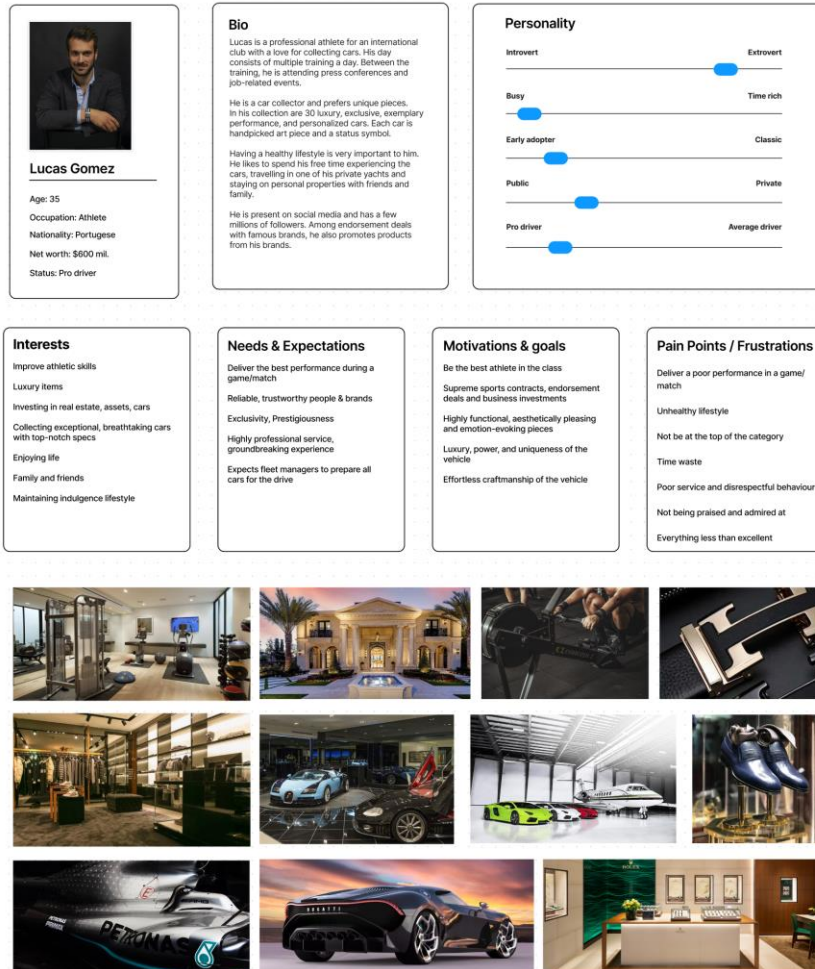 Lucas Gomez
Age: 35
Occupation: Athlete
Nationality: Portugese
Net worth: $600 mil.
Status: Pro driver
Bio
Lucas is a professional athlete for an international
club with a love for collecting cars. His day
consists of multiple training a day. Between the
training, he is attending press conferences and
job-related events.
He is a car collector and prefers unique pieces.
In his collection are 30 luxury, exclusive, exemplary
performance, and personalized cars. Each car is
handpicked art piece and a status symbol.
Having a healthy lifestyle is very important to him.
He likes to spend his free time experiencing the
cars, travelling in one of his private yachts and
staying on personal properties with friends and
family.
He is present on social media and has a few
millions of followers. Among endorsement deals
with famous brands, he also promotes products
from his brands.
Personality
Introvert Extrovert
Busy Time rich
Early adopter Classic
Public Private
Pro driver Average driver
Interests
Improve athletic skills
Luxury items
Investing in real estate, assets, cars
Collecting exceptional, breathtaking cars
with top-notch specs
Enjoying life
Family and friends
Maintaining indulgence lifestyle
Needs & Expectations
Deliver the best performance during a
game/match
Reliable, trustworthy people & brands
Exclusivity, Prestigiousness
Highly professional service,
groundbreaking experience
Expects fleet managers to prepare all
cars for the drive
Motivations & goals
Be the best athlete in the class
Supreme sports contracts, endorsement
deals and business investments
Highly functional, aesthetically pleasing
and emotion-evoking pieces
Luxury, power, and uniqueness of the
vehicle
Effortless craftmanship of the vehicle
Pain Points / Frustrations
Deliver a poor performance in a game/
match
Unhealthy lifestyle
Not be at the top of the category
Time waste
Poor service and disrespectful behaviour
Not being praised and admired at
Everything less than excellent
PETRONAS
PETRONAS
BUGATTI
ROLEX